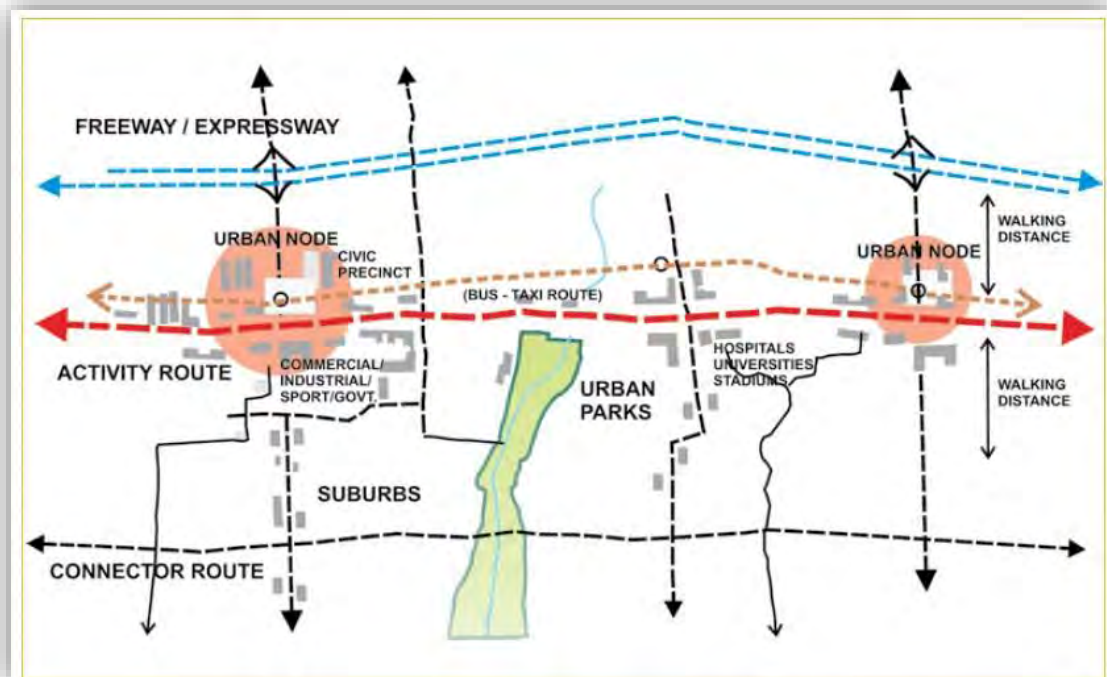 FREEWAY / EXPRESSWAY
URBAN NODE
CIVIC
PRECINCT
(BUS - TAXI ROUTE)
URBAN NODE
WALKING
DISTANCE
ACTIVITY ROUTE
COMMERCIAL/
INDUSTRIAL/
SPORT/GOVT.
URBAN
PARKS
HOSPITALS
UNIVERSITIES
STADIUMS
WALKING
DISTANCE
SUBURBS
CONNECTOR ROUTE